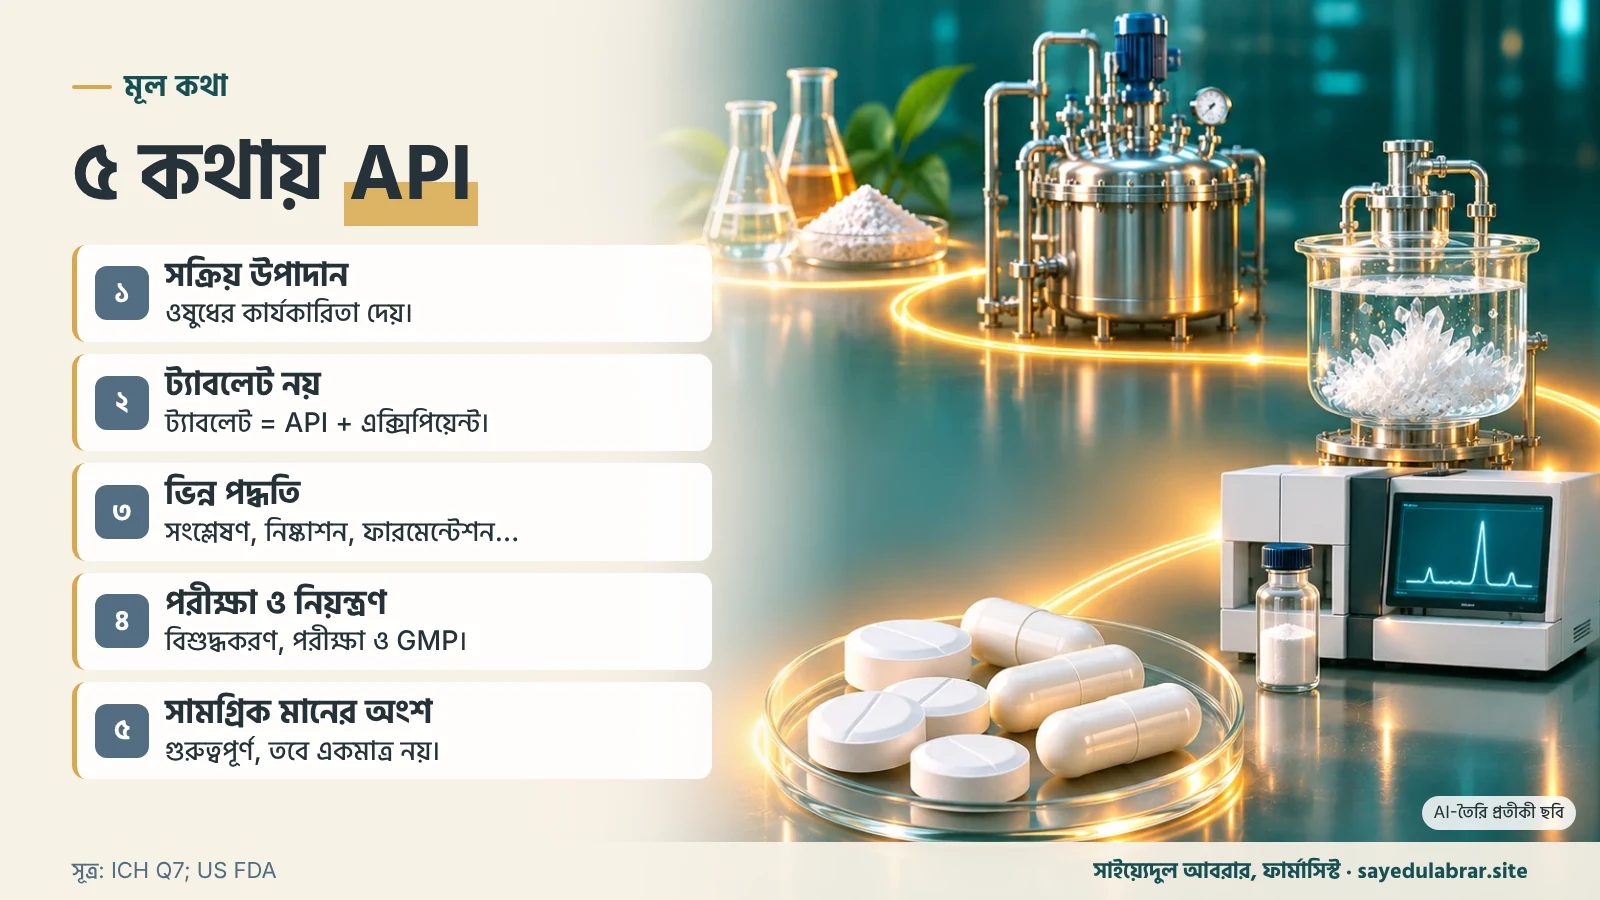 মূল কথা
৫ কথায় API
১
সক্রিয় উপাদান
ওষুধের কার্যকারিতা দেয়।
২
ট্যাবলেট নয়
ট্যাবলেট = API + এক্সিপিয়েন্ট।
৩
ভিন্ন পদ্ধতি
সংশ্লেষণ, নিষ্কাশন, ফারমেন্টেশন...
৪
পরীক্ষা ও নিয়ন্ত্রণ
বিশুদ্ধকরণ, পরীক্ষা ও GMP।
৫
সামগ্রিক মানের অংশ
গুরুত্বপূর্ণ, তবে একমাত্র নয়।
AI-তৈরি প্রতীকী ছবি
সূত্র: ICH Q7; US FDA
সাইয়্যেদুল আবরার, ফার্মাসিস্ট · sayedulabrar.site